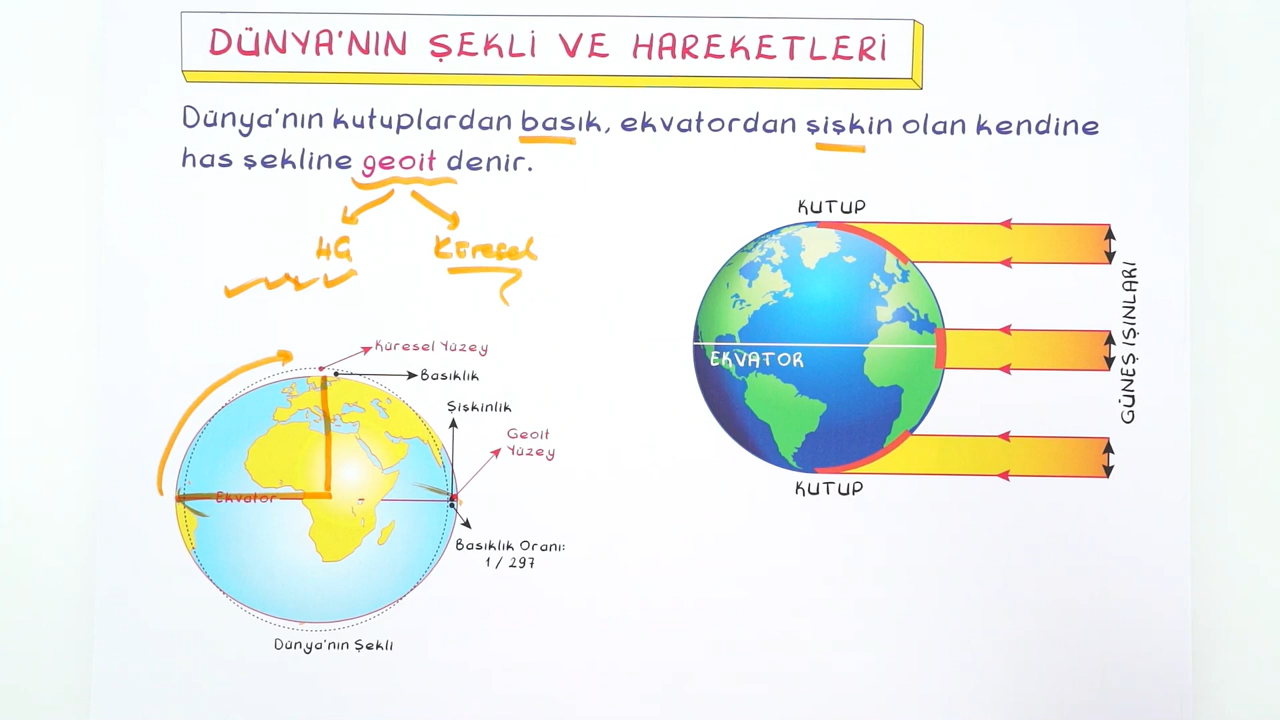 DÜNYA'NIN ŞEKLİ VE HAREKETLERİ
Dünya'nın kutuplardan basık, ekvatordan şişkin olan kendine
has şekline geoit denir.
HG
Küresel
Küresel Yüzey
Basıklık
Şişkinlik
Geoit
Yüzey
Ekvator
Basıklık Oranı:
1 / 297
Dünya'nın Şekli
KUTUP
EKVATOR
KUTUP
GÜNEŞ IŞINLARI